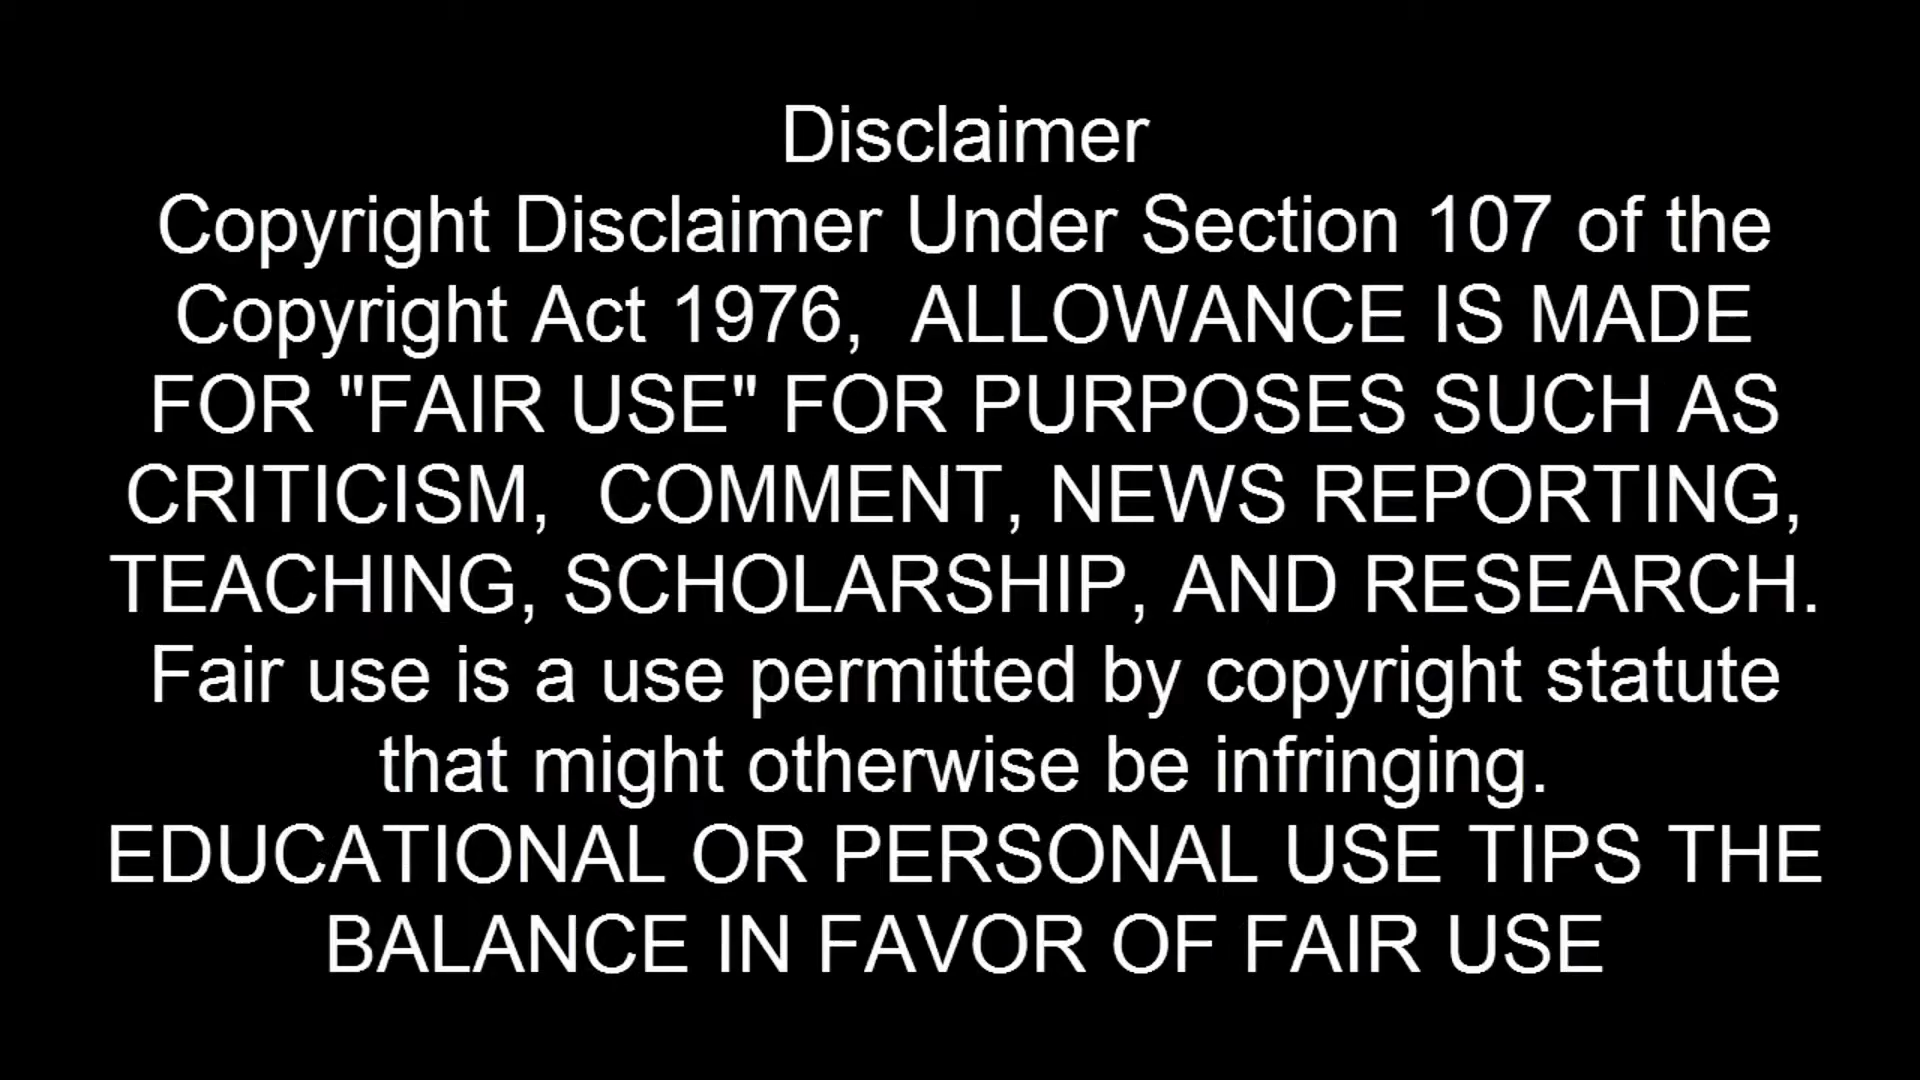 Disclaimer
Copyright Disclaimer Under Section 107 of the
Copyright Act 1976,  ALLOWANCE IS MADE
FOR "FAIR USE" FOR PURPOSES SUCH AS
CRITICISM,  COMMENT, NEWS REPORTING,
TEACHING, SCHOLARSHIP, AND RESEARCH.
Fair use is a use permitted by copyright statute
that might otherwise be infringing.
EDUCATIONAL OR PERSONAL USE TIPS THE
BALANCE IN FAVOR OF FAIR USE